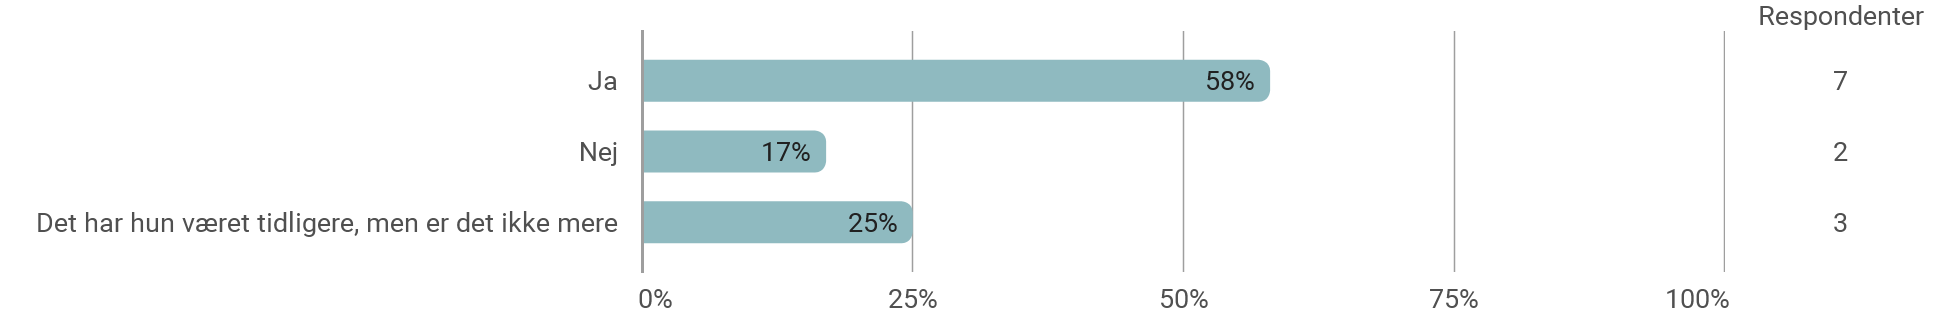 Respondenter
Ja 58% 7
Nej 17% 2
Det har hun været tidligere, men er det ikke mere 25% 3
0% 25% 50% 75% 100%